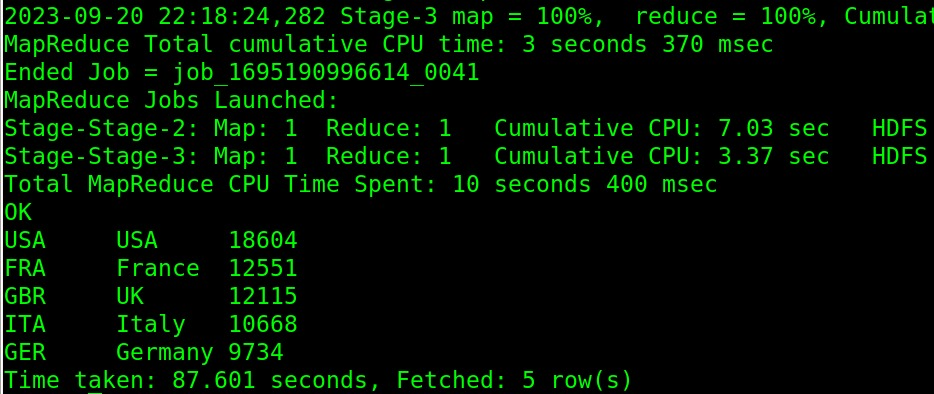 2023-09-20 22:18:24,282 Stage-3 map = 100%,  reduce = 100%, Cumulat
MapReduce Total cumulative CPU time: 3 seconds 370 msec
Ended Job = job_1695190996614_0041
MapReduce Jobs Launched:
Stage-Stage-2: Map: 1  Reduce: 1   Cumulative CPU: 7.03 sec   HDFS
Stage-Stage-3: Map: 1  Reduce: 1   Cumulative CPU: 3.37 sec   HDFS
Total MapReduce CPU Time Spent: 10 seconds 400 msec
OK
USA     USA     18604
FRA     France  12551
GBR     UK      12115
ITA     Italy   10668
GER     Germany 9734
Time taken: 87.601 seconds, Fetched: 5 row(s)